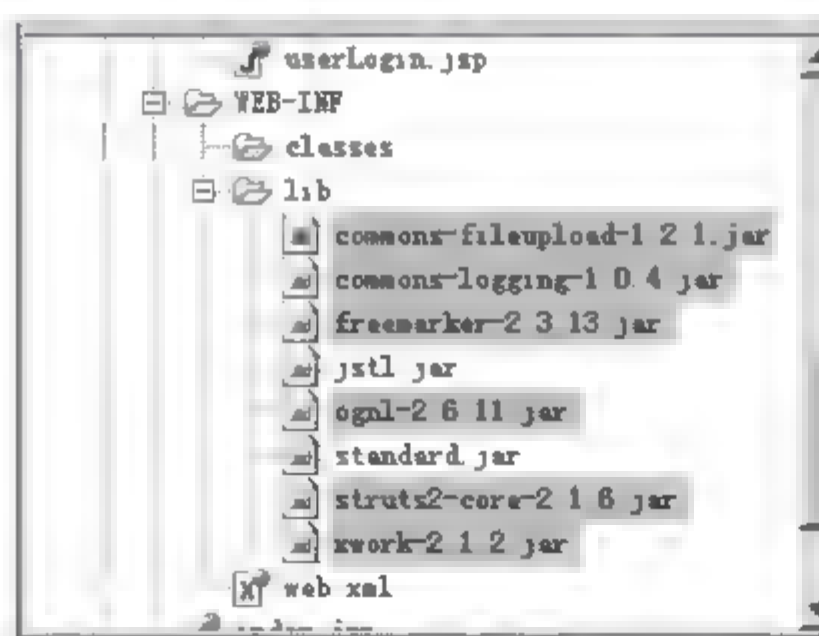 userLogin.jsp
WEB-INF
classes
lib
commons-fileupload-1 2 1.jar
commons-logging-1 0.4 jar
freemarker-2 3 13 jar
jstl jar
ognl-2 6 11 jar
standard.jar
struts2-core-2 1 6 jar
xwork-2 1 2 jar
web xml